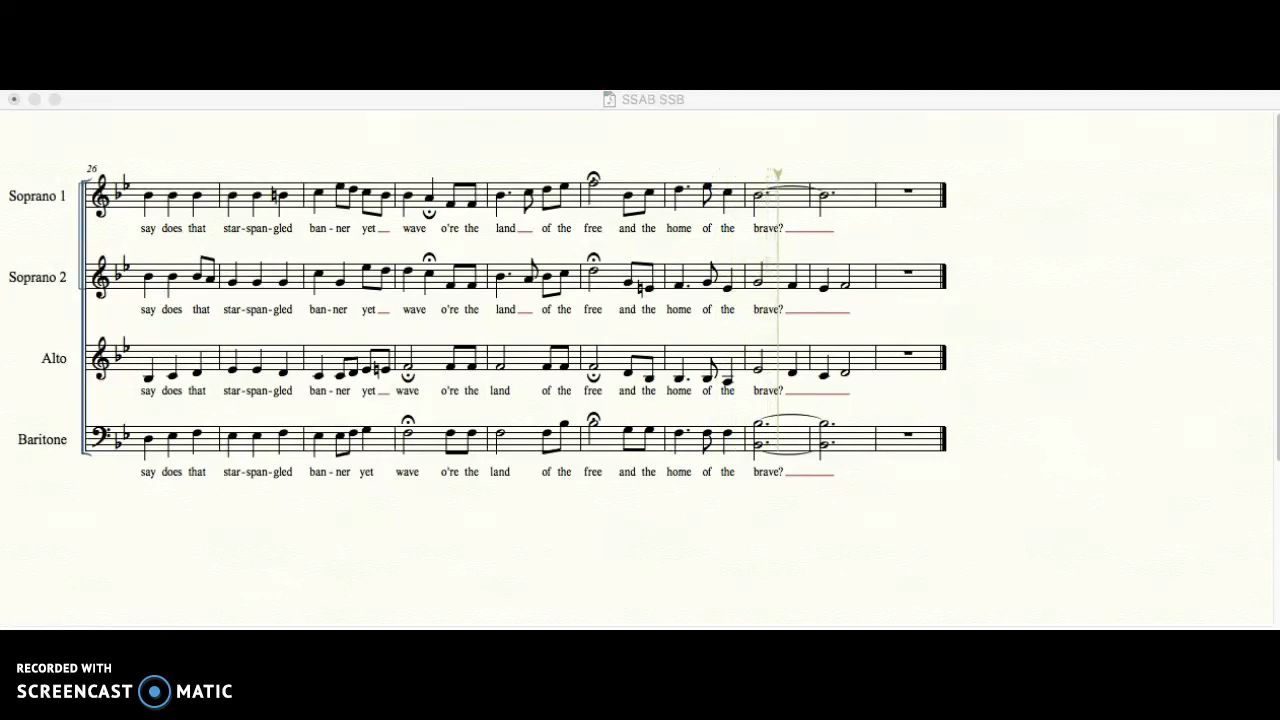 SSAB SSB
26
Soprano 1
say does that star-span-gled ban-ner yet wave o're the land of the free and the home of the brave?
Soprano 2
say does that star-span-gled ban-ner yet wave o're the land of the free and the home of the brave?
Alto
say does that star-span-gled ban-ner yet wave o're the land of the free and the home of the brave?
Baritone
say does that star-span-gled ban-ner yet wave o're the land of the free and the home of the brave?
RECORDED WITH
SCREENCAST MATIC